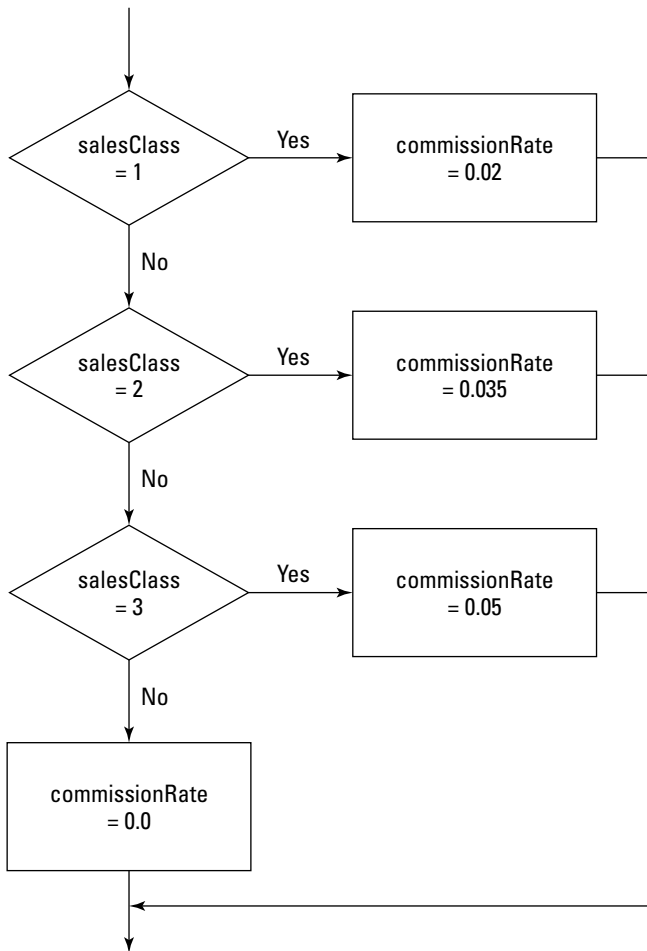 salesClass
= 1
Yes
commissionRate
= 0.02
No
salesClass
= 2
Yes
commissionRate
= 0.035
No
salesClass
= 3
Yes
commissionRate
= 0.05
No
commissionRate
= 0.0